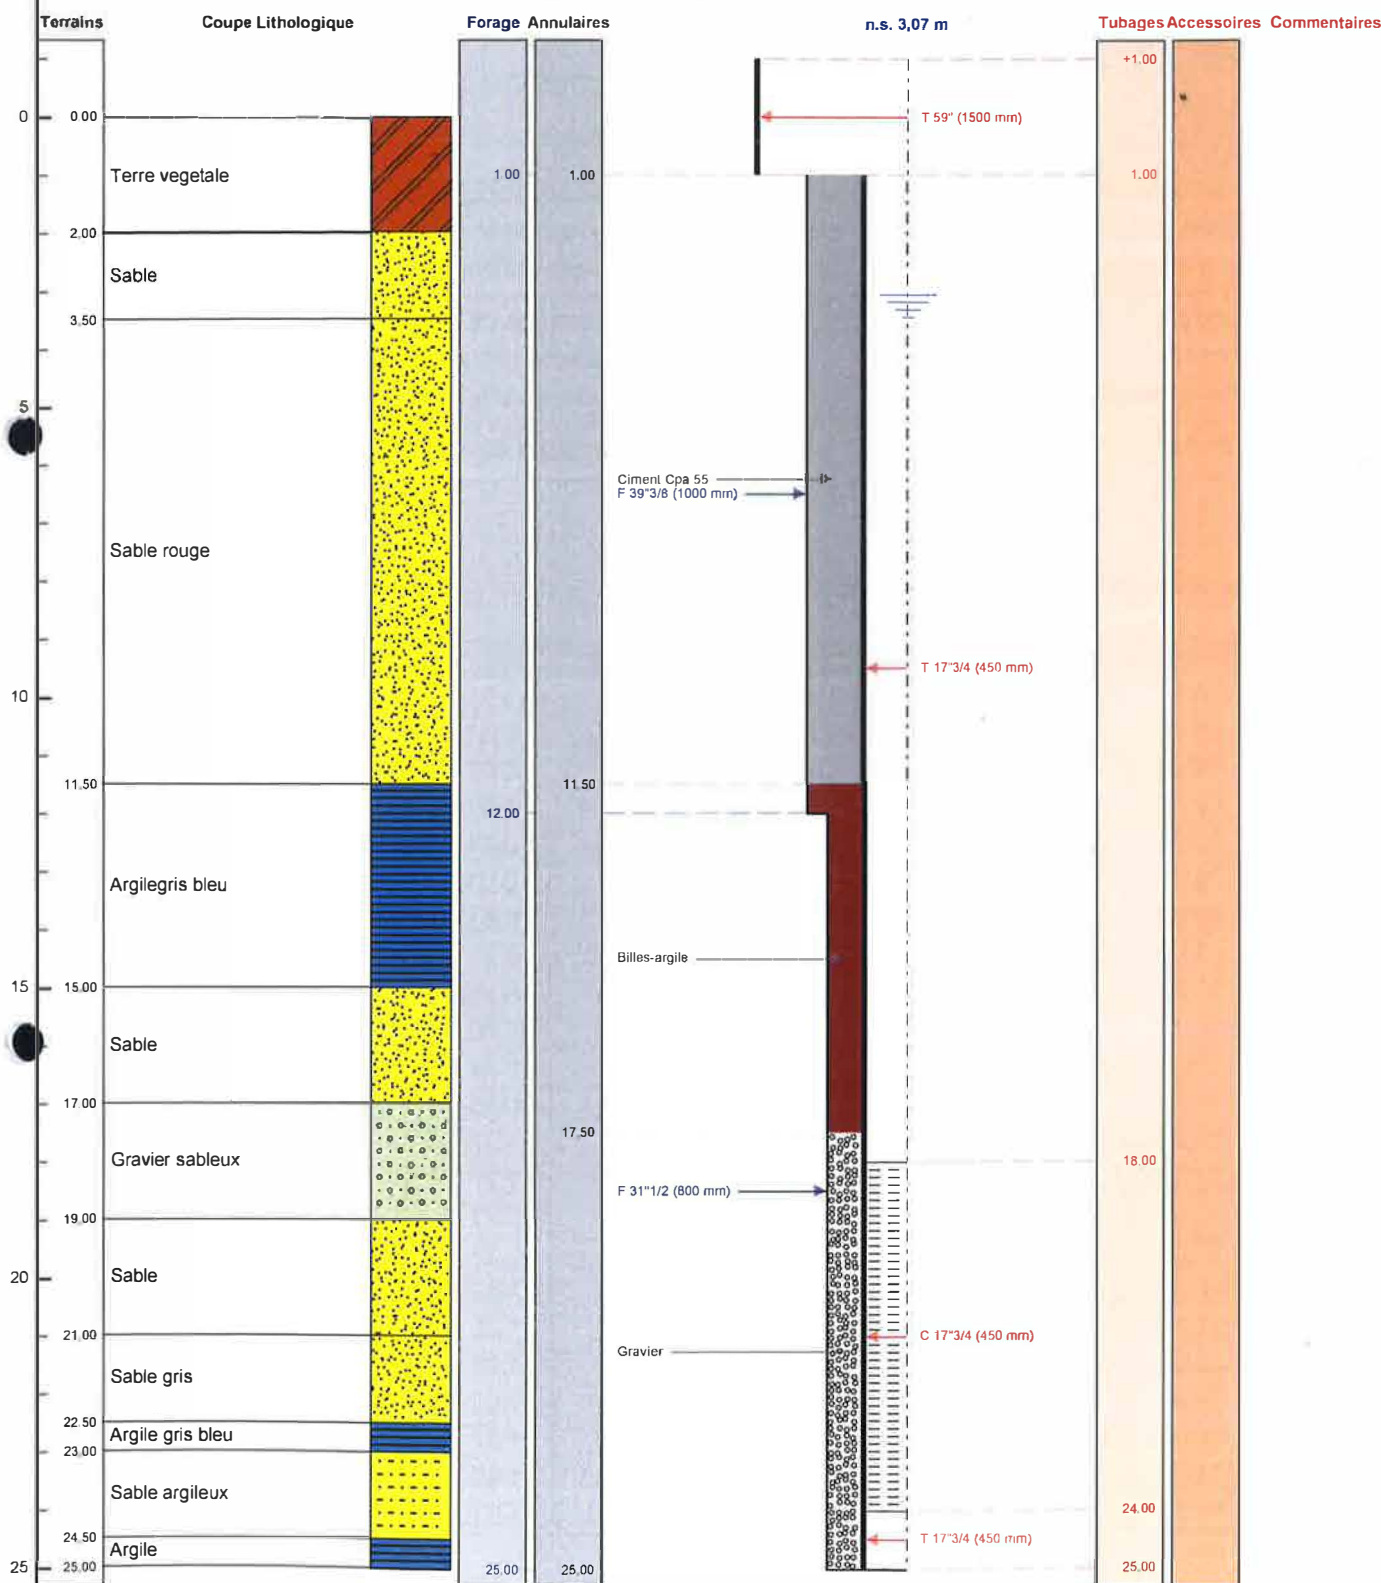 Terrains Coupe Lithologique Forage Annulaires n.s. 3,07 m Tubages Accessoires Commentaires
+1.00
0 0 00 T 59" (1500 mm)
Terre vegetale 1.00 1.00 1.00
2,00
Sable
3,50
5
Ciment Cpa 55
F 39"3/8 (1000 mm)
Sable rouge
T 17"3/4 (450 mm)
10
11,50 11.50
12.00
Argilegris bleu
Billes-argile
15 15.00
Sable
17.00
17.50
Gravier sableux 18.00
F 31"1/2 (800 mm)
19,00
20 Sable
21,00 C 17"3/4 (450 mm)
Gravier
Sable gris
22.50
Argile gris bleu
23.00
Sable argileux
24.00
24.50 T 17"3/4 (450 mm)
Argile
25 25,00 25,00 25,00 25.00